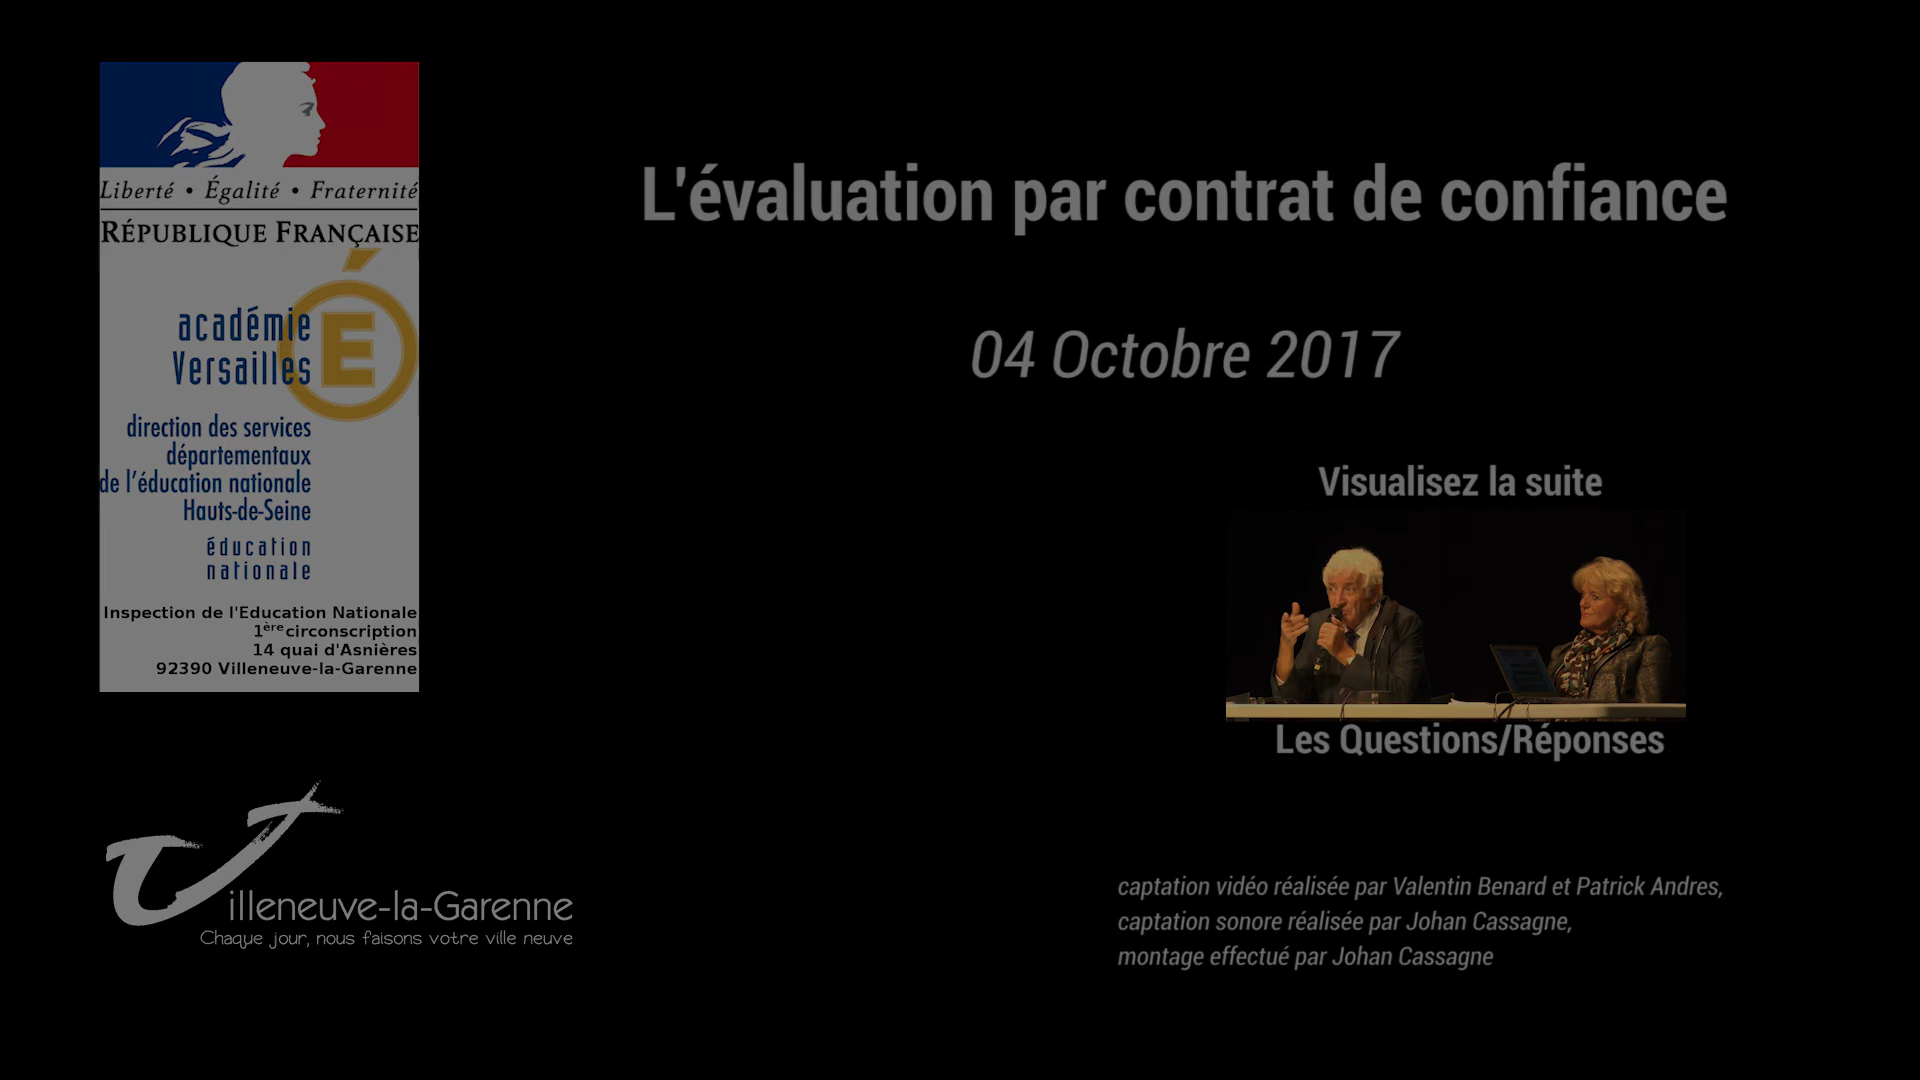 Liberté • Égalité • Fraternité
RÉPUBLIQUE FRANÇAISE
académie
Versailles
É
direction des services
départementaux
de l'éducation nationale
Hauts-de-Seine
éducation
nationale
Inspection de l'Education Nationale
1ère circonscription
14 quai d'Asnières
92390 Villeneuve-la-Garenne
L'évaluation par contrat de confiance
04 Octobre 2017
Visualisez la suite
Les Questions/Réponses
Villeneuve-la-Garenne
Chaque jour, nous faisons votre ville neuve
captation vidéo réalisée par Valentin Benard et Patrick Andres,
captation sonore réalisée par Johan Cassagne,
montage effectué par Johan Cassagne